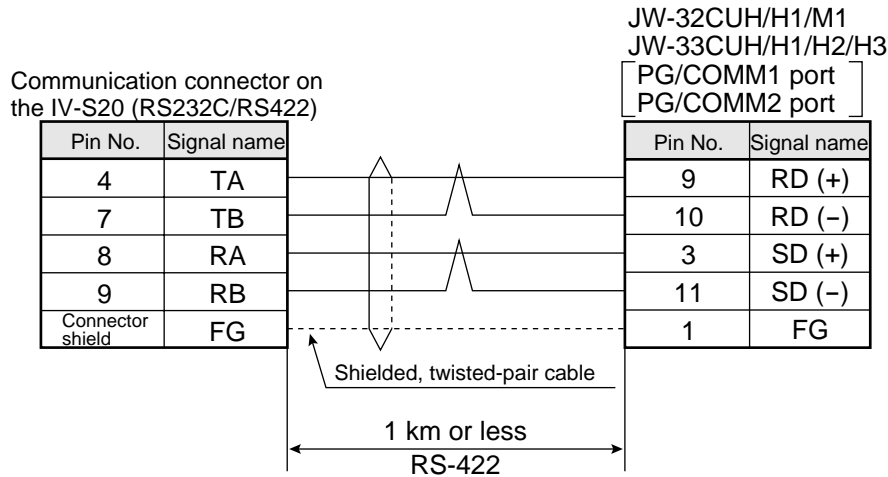 JW-32CUH/H1/M1
JW-33CUH/H1/H2/H3
PG/COMM1 port
PG/COMM2 port
Communication connector on
the IV-S20 (RS232C/RS422)
Pin No. Signal name Pin No. Signal name
4 TA 9 RD (+)
7 TB 10 RD (−)
8 RA 3 SD (+)
9 RB 11 SD (−)
Connector
shield FG 1 FG
Shielded, twisted-pair cable
1 km or less
RS-422